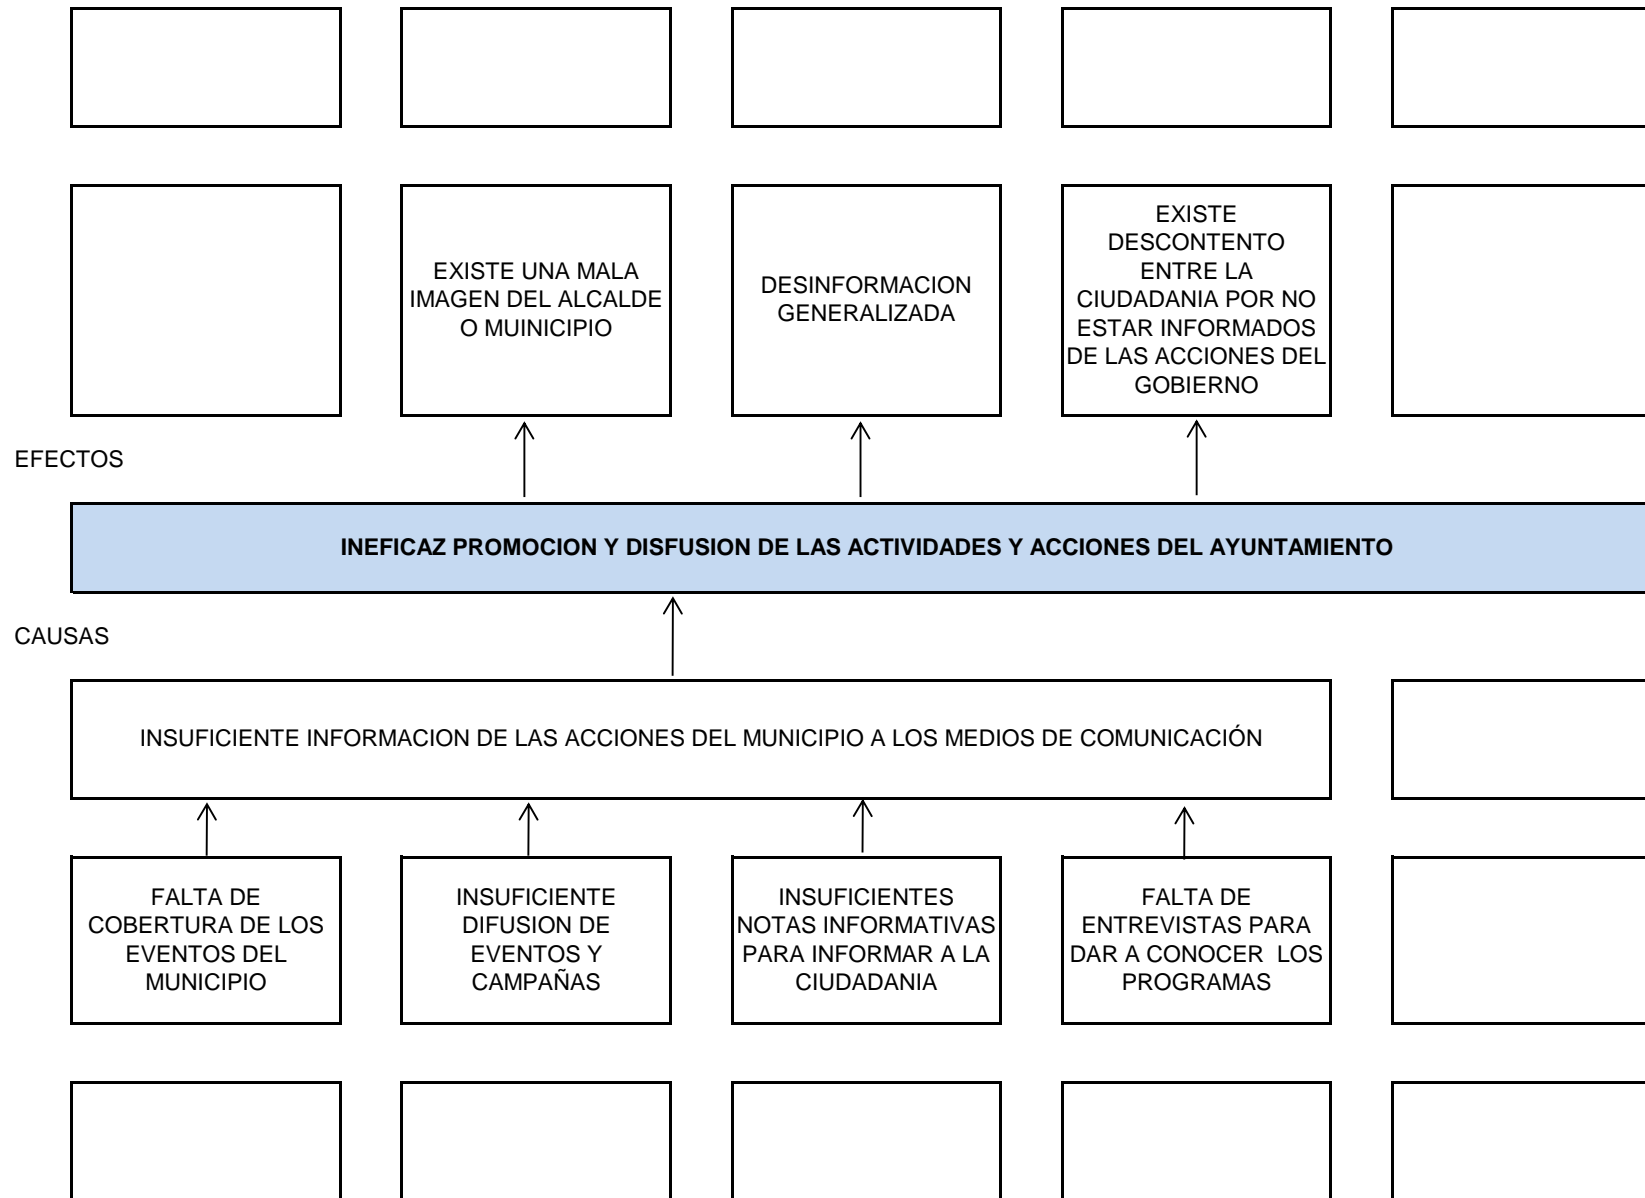 EXISTE UNA MALA
IMAGEN DEL ALCALDE
O MUINICIPIO
DESINFORMACION
GENERALIZADA
EXISTE
DESCONTENTO
ENTRE LA
CIUDADANIA POR NO
ESTAR INFORMADOS
DE LAS ACCIONES DEL
GOBIERNO
EFECTOS
INEFICAZ PROMOCION Y DISFUSION DE LAS ACTIVIDADES Y ACCIONES DEL AYUNTAMIENTO
CAUSAS
INSUFICIENTE INFORMACION DE LAS ACCIONES DEL MUNICIPIO A LOS MEDIOS DE COMUNICACIÓN
FALTA DE
COBERTURA DE LOS
EVENTOS DEL
MUNICIPIO
INSUFICIENTE
DIFUSION DE
EVENTOS Y
CAMPAÑAS
INSUFICIENTES
NOTAS INFORMATIVAS
PARA INFORMAR A LA
CIUDADANIA
FALTA DE
ENTREVISTAS PARA
DAR A CONOCER  LOS
PROGRAMAS